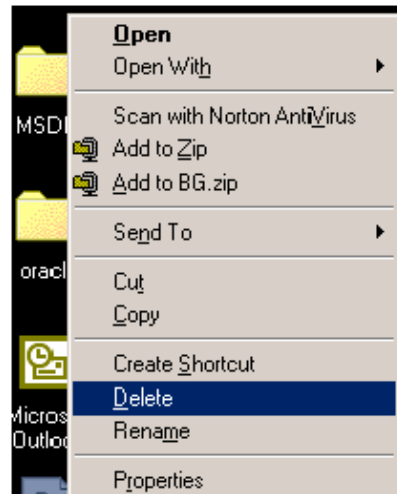 Open
Open With
Scan with Norton AntiVirus
MSD
Add to Zip
Add to BG.zip
Send To
oracl
Cut
Copy
Create Shortcut
Delete
Micros
Outloo
Rename
Properties